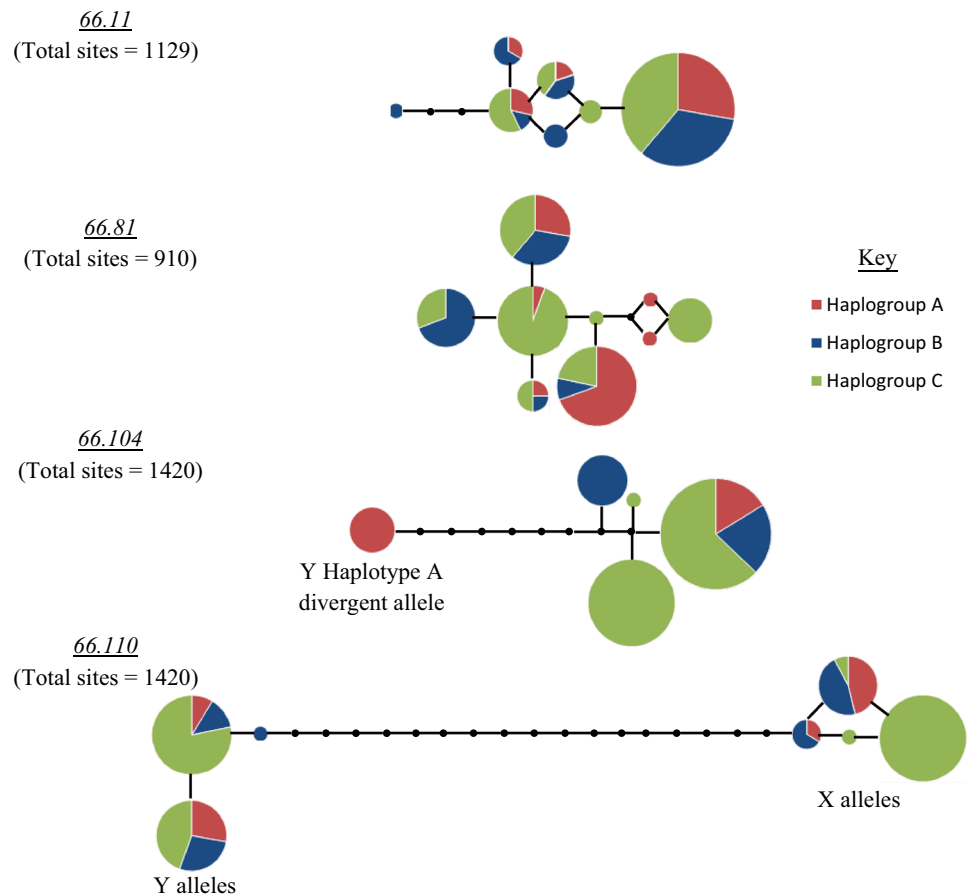 66.11
(Total sites = 1129)
66.81
(Total sites = 910)
Key
Haplogroup A
Haplogroup B
Haplogroup C
66.104
(Total sites = 1420)
Y Haplotype A
divergent allele
66.110
(Total sites = 1420)
X alleles
Y alleles